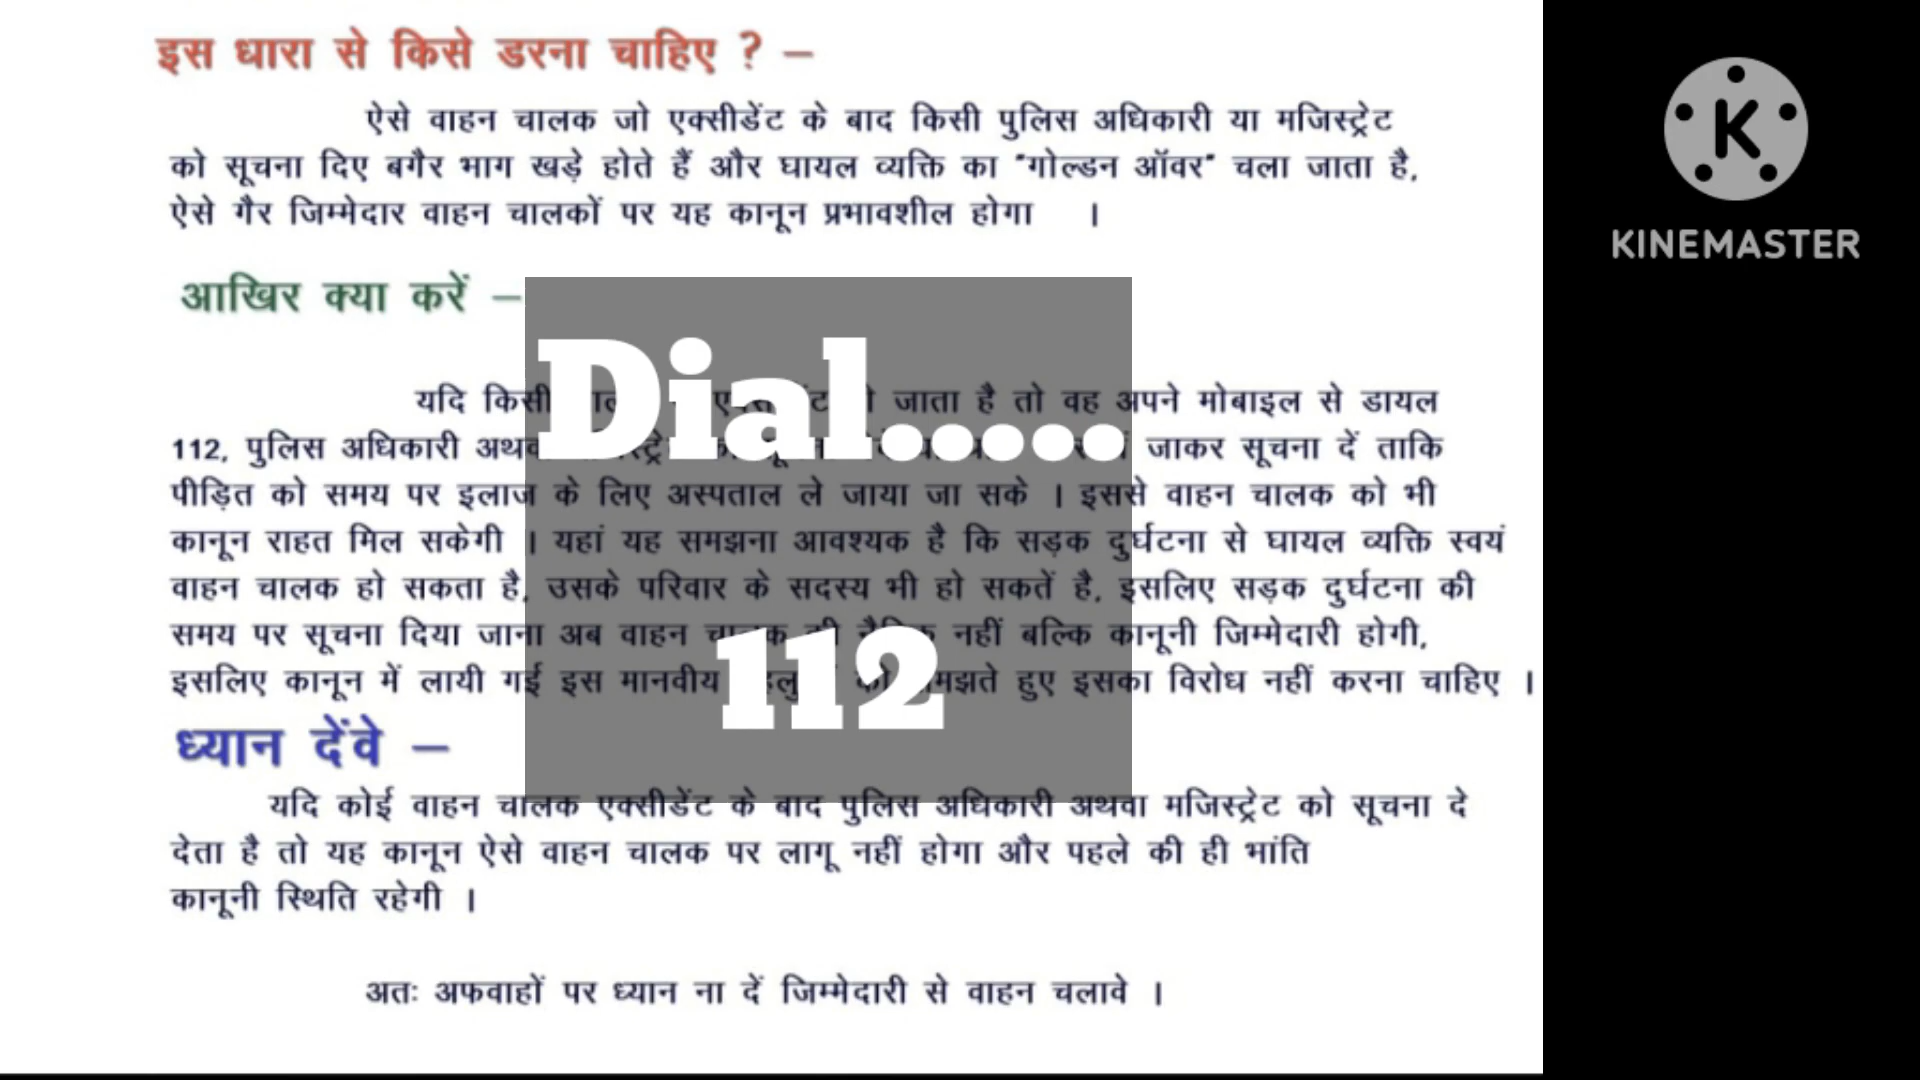 इस धारा से किसे डरना चाहिए ? –
ऐसे वाहन चालक जो एक्सीडेंट के बाद किसी पुलिस अधिकारी या मजिस्ट्रेट
को सूचना दिए बगैर भाग खड़े होते हैं और घायल व्यक्ति का "गोल्डन ऑवर" चला जाता है,
ऐसे गैर जिम्मेदार वाहन चालकों पर यह कानून प्रभावशील होगा ।
आखिर क्या करें –
यदि किसी जाता है तो वह अपने मोबाइल से डायल
112, पुलिस अधिकारी जाकर सूचना दें ताकि
पीड़ित को समय पर इलाज के लिए अस्पताल ले जाया जा सके । इससे वाहन चालक को भी
कानून राहत मिल सकेगी । यहां यह समझना आवश्यक है कि सड़क दुर्घटना से घायल व्यक्ति स्वयं
वाहन चालक हो सकता है, उसके परिवार के सदस्य भी हो सकतें है, इसलिए सड़क दुर्घटना की
समय पर सूचना दिया जाना अब वाहन नहीं बल्कि कानूनी जिम्मेदारी होगी,
इसलिए कानून में लायी गई इस मानवीय हुए इसका विरोध नहीं करना चाहिए ।
Dial.....
112
ध्यान देंवे –
यदि कोई वाहन चालक एक्सीडेंट के बाद पुलिस अधिकारी अथवा मजिस्ट्रेट को सूचना दे
देता है तो यह कानून ऐसे वाहन चालक पर लागू नहीं होगा और पहले की ही भांति
कानूनी स्थिति रहेगी ।
अतः अफवाहों पर ध्यान ना दें जिम्मेदारी से वाहन चलावे ।
K
KINEMASTER